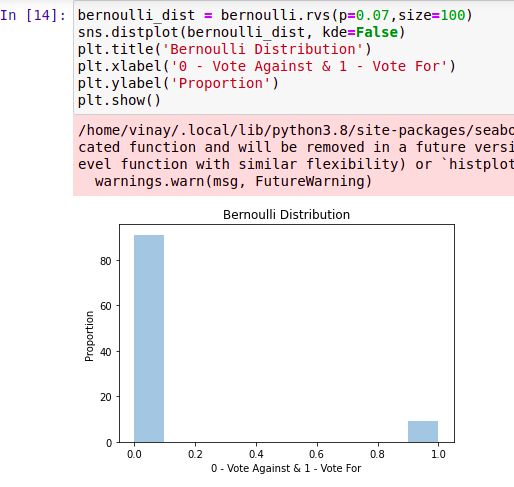 In [14]: bernoulli_dist = bernoulli.rvs(p=0.07,size=100)
sns.distplot(bernoulli_dist, kde=False)
plt.title('Bernoulli Distribution')
plt.xlabel('0 - Vote Against & 1 - Vote For')
plt.ylabel('Proportion')
plt.show()
/home/vinay/.local/lib/python3.8/site-packages/seabo
cated function and will be removed in a future versi
evel function with similar flexibility) or `histplot
warnings.warn(msg, FutureWarning)
Bernoulli Distribution
80
60
40
20
0
Proportion
0.0 0.2 0.4 0.6 0.8 1.0
0 - Vote Against & 1 - Vote For